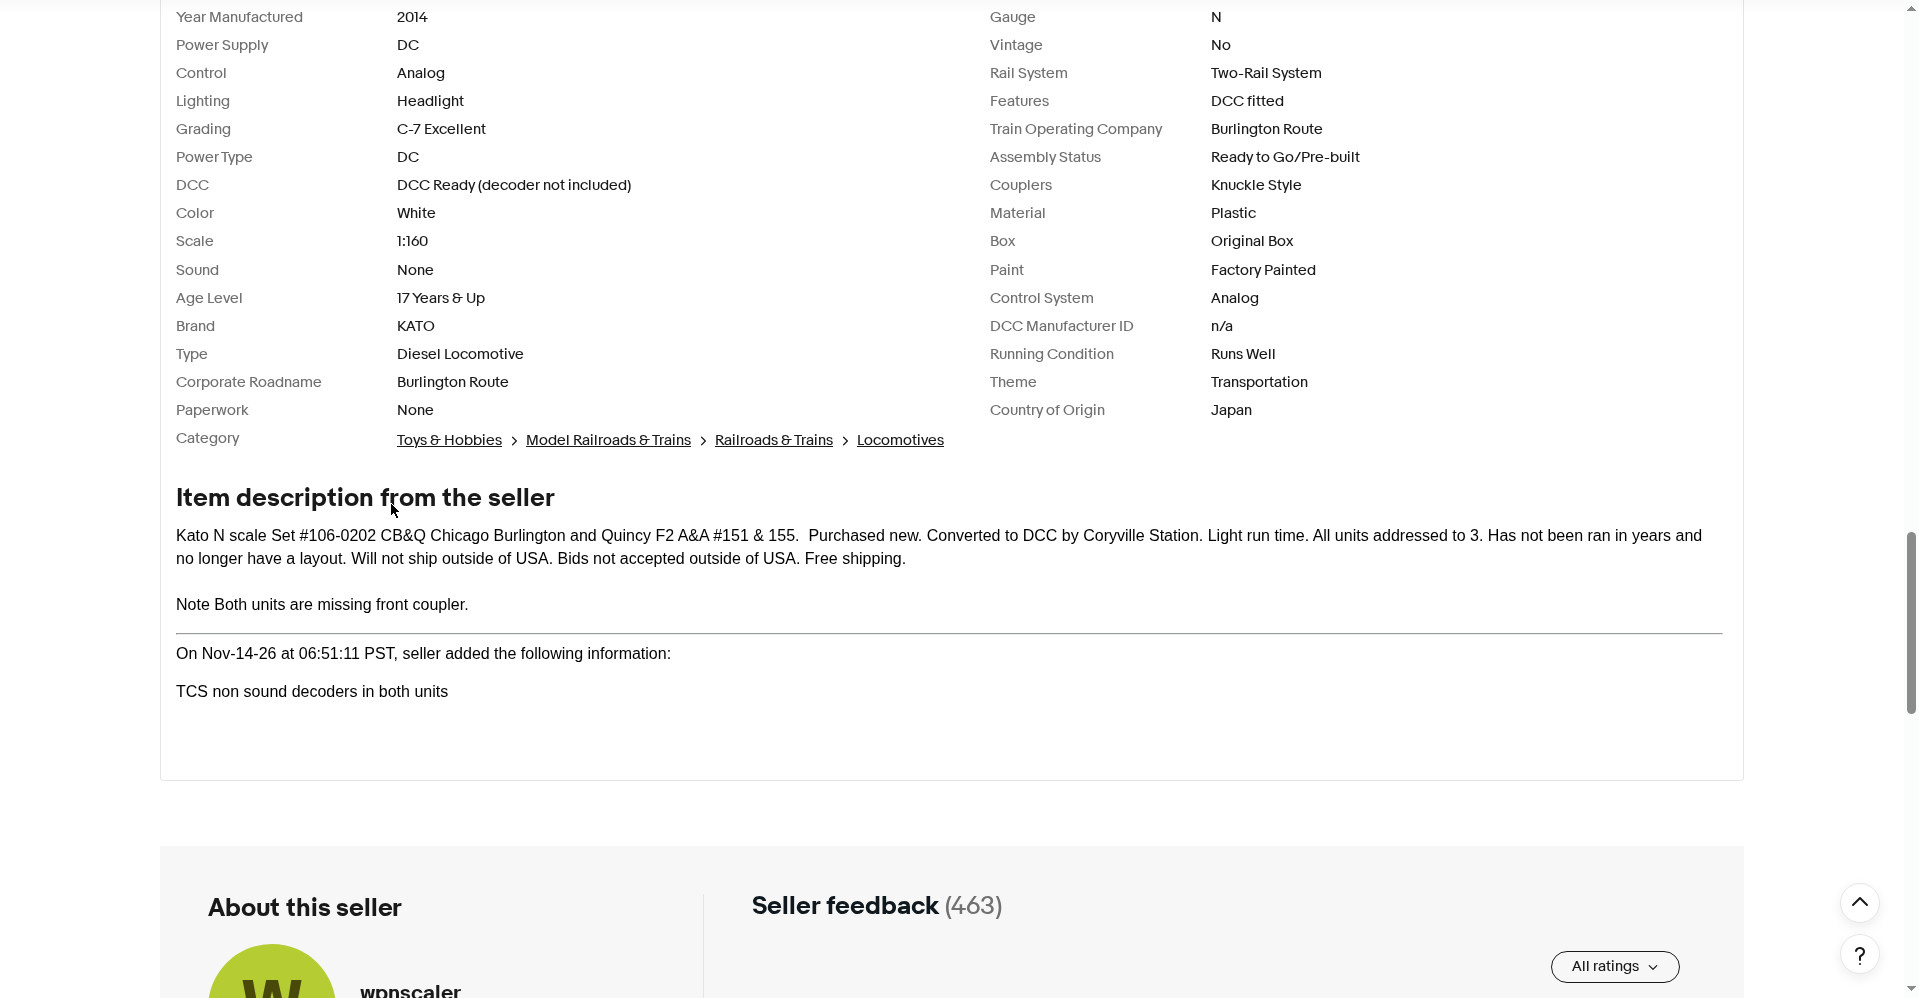 Year Manufactured 2014 Gauge N
Power Supply DC Vintage No
Control Analog Rail System Two-Rail System
Lighting Headlight Features DCC fitted
Grading C-7 Excellent Train Operating Company Burlington Route
Power Type DC Assembly Status Ready to Go/Pre-built
DCC DCC Ready (decoder not included) Couplers Knuckle Style
Color White Material Plastic
Scale 1:160 Box Original Box
Sound None Paint Factory Painted
Age Level 17 Years & Up Control System Analog
Brand KATO DCC Manufacturer ID n/a
Type Diesel Locomotive Running Condition Runs Well
Corporate Roadname Burlington Route Theme Transportation
Paperwork None Country of Origin Japan
Category Toys & Hobbies > Model Railroads & Trains > Railroads & Trains > Locomotives
Item description from the seller
Kato N scale Set #106-0202 CB&Q Chicago Burlington and Quincy F2 A&A #151 & 155.  Purchased new. Converted to DCC by Coryville Station. Light run time. All units addressed to 3. Has not been ran in years and
no longer have a layout. Will not ship outside of USA. Bids not accepted outside of USA. Free shipping.
Note Both units are missing front coupler.
On Nov-14-26 at 06:51:11 PST, seller added the following information:
TCS non sound decoders in both units
About this seller
Seller feedback (463)
All ratings
W
wpnscaler
?